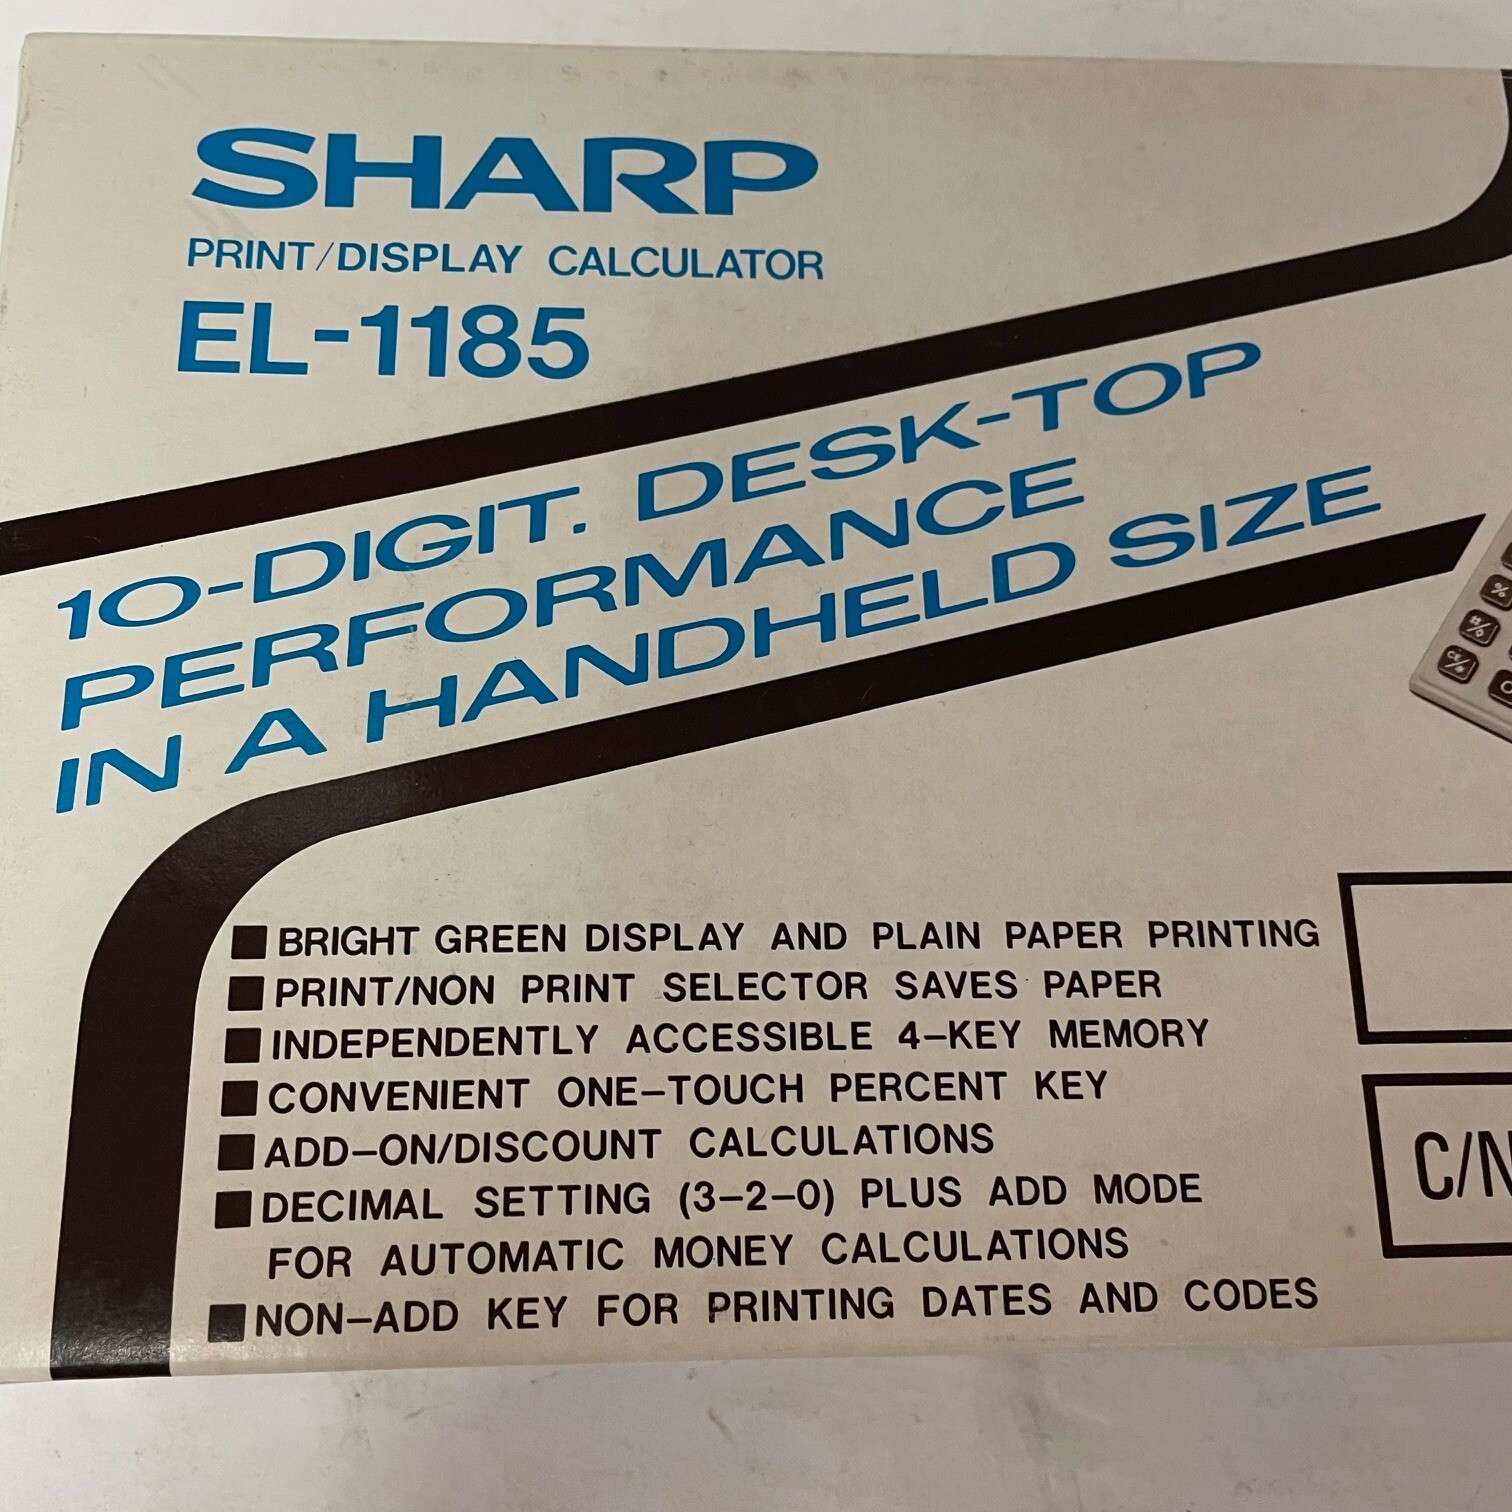 SHARP
PRINT/DISPLAY CALCULATOR
EL-1185
10-DIGIT. DESK-TOP
PERFORMANCE
IN A HANDHELD SIZE
■ BRIGHT GREEN DISPLAY AND PLAIN PAPER PRINTING
■ PRINT/NON PRINT SELECTOR SAVES PAPER
■ INDEPENDENTLY ACCESSIBLE 4-KEY MEMORY
■ CONVENIENT ONE-TOUCH PERCENT KEY
■ ADD-ON/DISCOUNT CALCULATIONS
■ DECIMAL SETTING (3-2-0) PLUS ADD MODE
FOR AUTOMATIC MONEY CALCULATIONS
■ NON-ADD KEY FOR PRINTING DATES AND CODES
%
#/◇
C/N